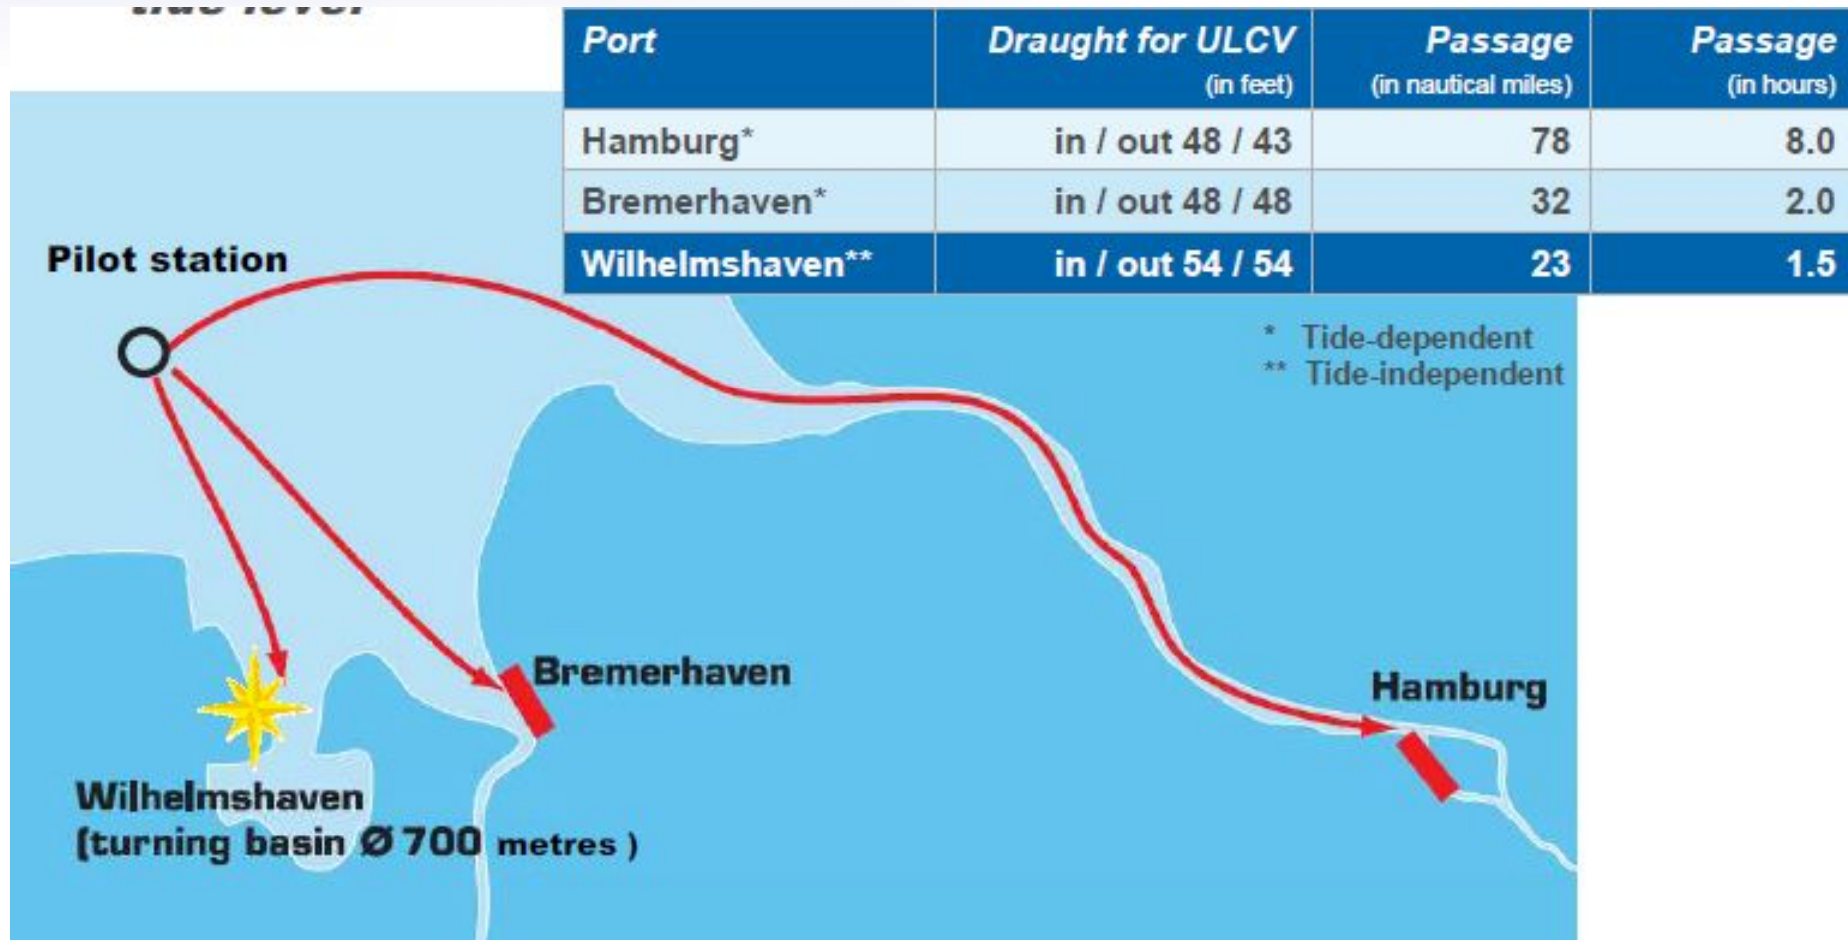 tide level
Port Draught for ULCV Passage Passage
(in feet) (in nautical miles) (in hours)
Hamburg* in / out 48 / 43 78 8.0
Bremerhaven* in / out 48 / 48 32 2.0
Wilhelmshaven** in / out 54 / 54 23 1.5
Pilot station
* Tide-dependent
** Tide-independent
Bremerhaven
Hamburg
Wilhelmshaven
(turning basin Ø 700 metres )